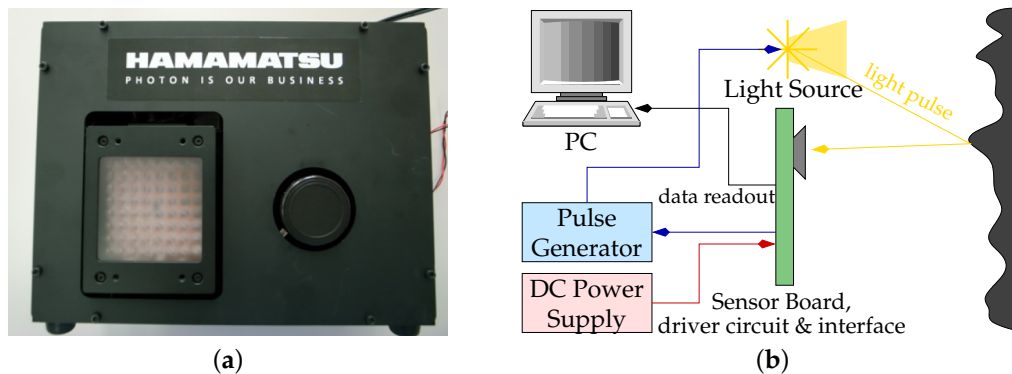 HAMAMATSU
PHOTON IS OUR BUSINESS
(a)
PC
Light Source
light pulse
data readout
Pulse
Generator
DC Power
Supply
Sensor Board,
driver circuit & interface
(b)